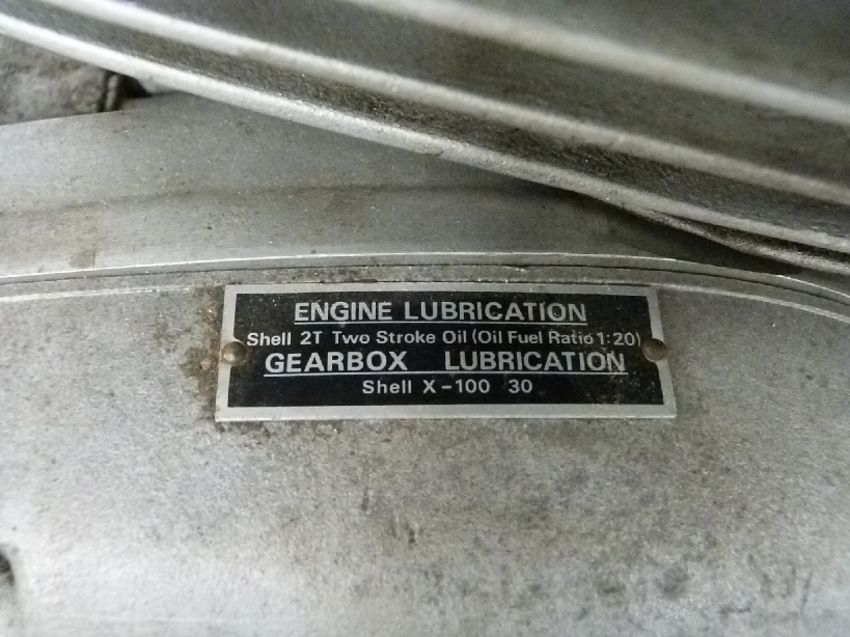 ENGINE LUBRICATION
Shell 2T Two Stroke Oil (Oil Fuel Ratio 1:20)
GEARBOX LUBRICATION
Shell X-100 30